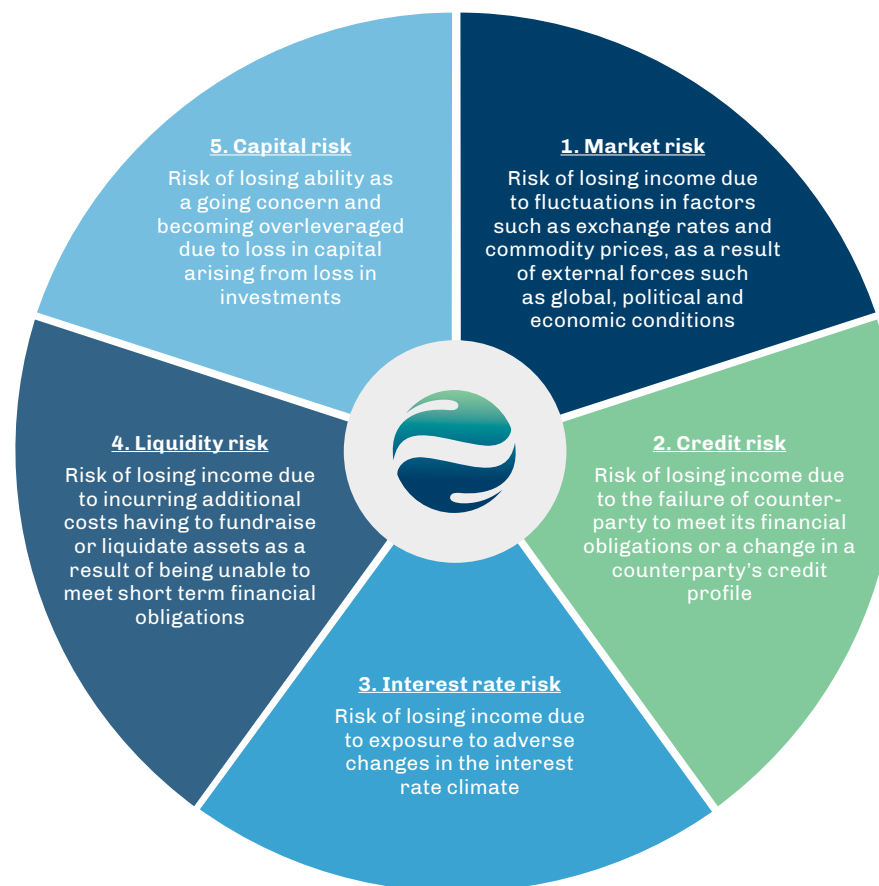 1. Market risk
Risk of losing income due
to fluctuations in factors
such as exchange rates and
commodity prices, as a result
of external forces such
as global, political and
economic conditions
2. Credit risk
Risk of losing income due
to the failure of counter-
party to meet its financial
obligations or a change in a
counterparty's credit
profile
3. Interest rate risk
Risk of losing income due
to exposure to adverse
changes in the interest
rate climate
4. Liquidity risk
Risk of losing income due
to incurring additional
costs having to fundraise
or liquidate assets as a
result of being unable to
meet short term financial
obligations
5. Capital risk
Risk of losing ability as
a going concern and
becoming overleveraged
due to loss in capital
arising from loss in
investments